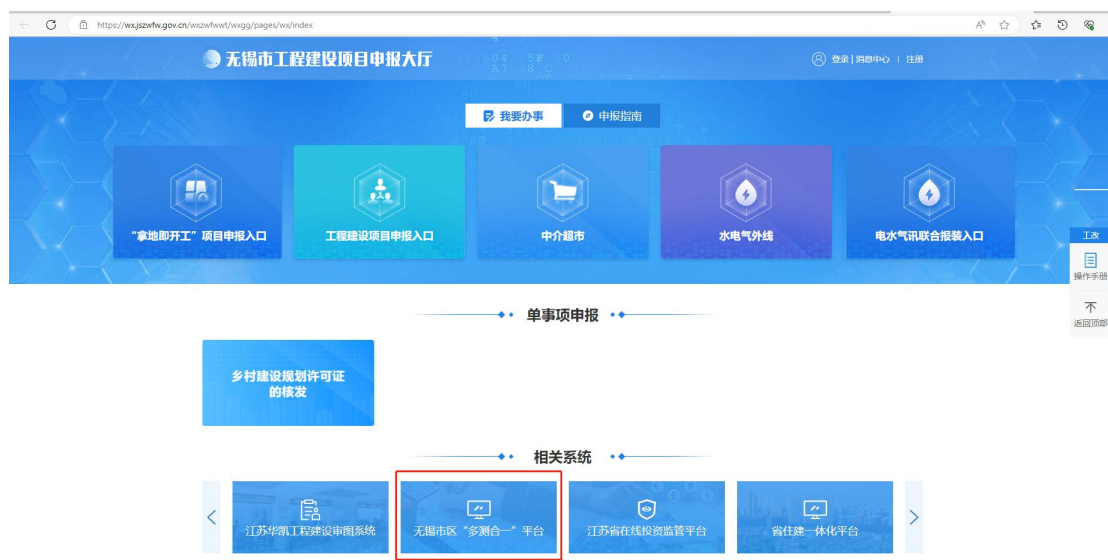 https://wx.jszwfw.gov.cn/wxzwfwwt/wxgg/pages/wx/index
无锡市工程建设项目申报大厅
登录 | 消息中心 | 注册
我要办事
申报指南
“拿地即开工”项目申报入口
工程建设项目申报入口
中介超市
水电气外线
电水气讯联合报装入口
工改
操作手册
返回顶部
单事项申报
乡村建设规划许可证
的核发
相关系统
江苏华凯工程建设审图系统
无锡市区“多测合一”平台
江苏省在线投资监管平台
省住建一体化平台